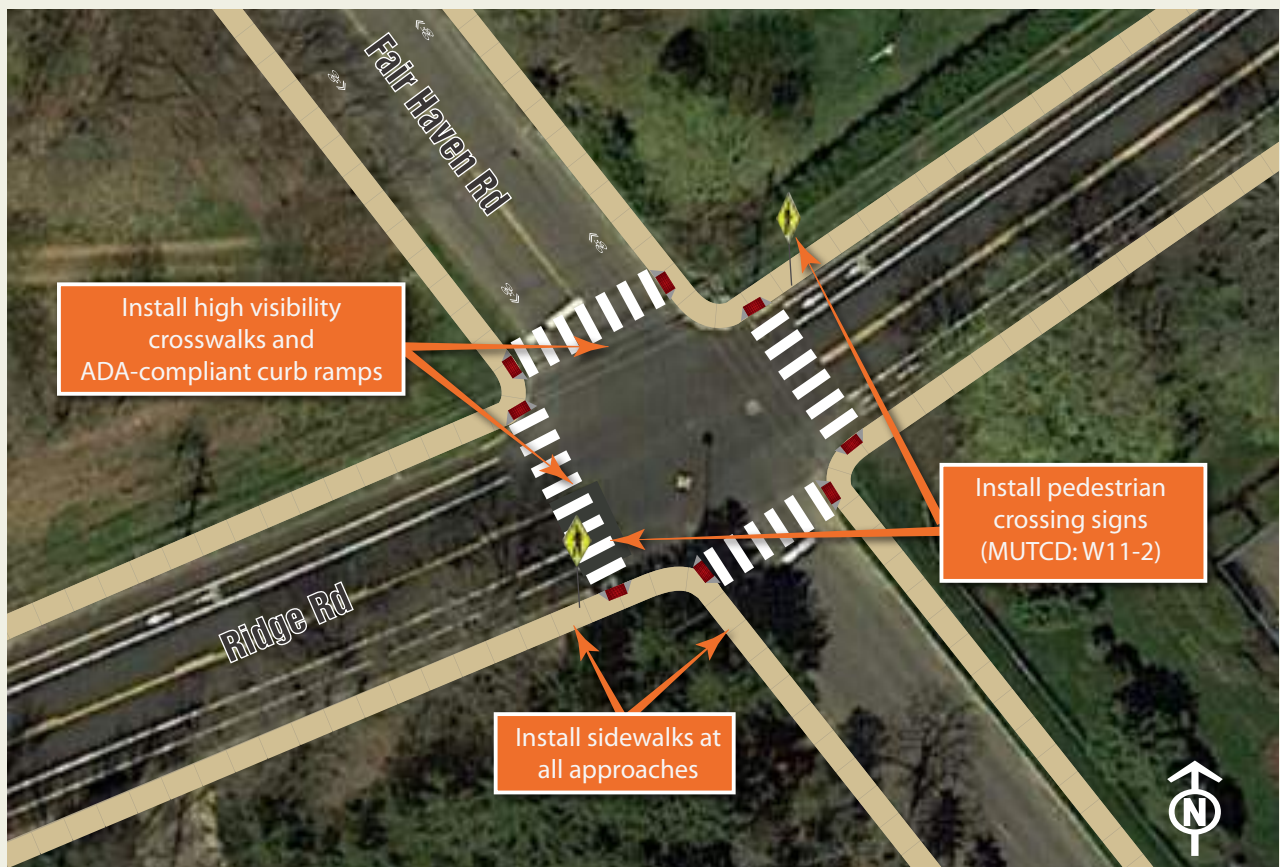 Fair Haven Rd
Install high visibility
crosswalks and
ADA-compliant curb ramps
Install pedestrian
crossing signs
(MUTCD: W11-2)
Ridge Rd
Install sidewalks at
all approaches
N